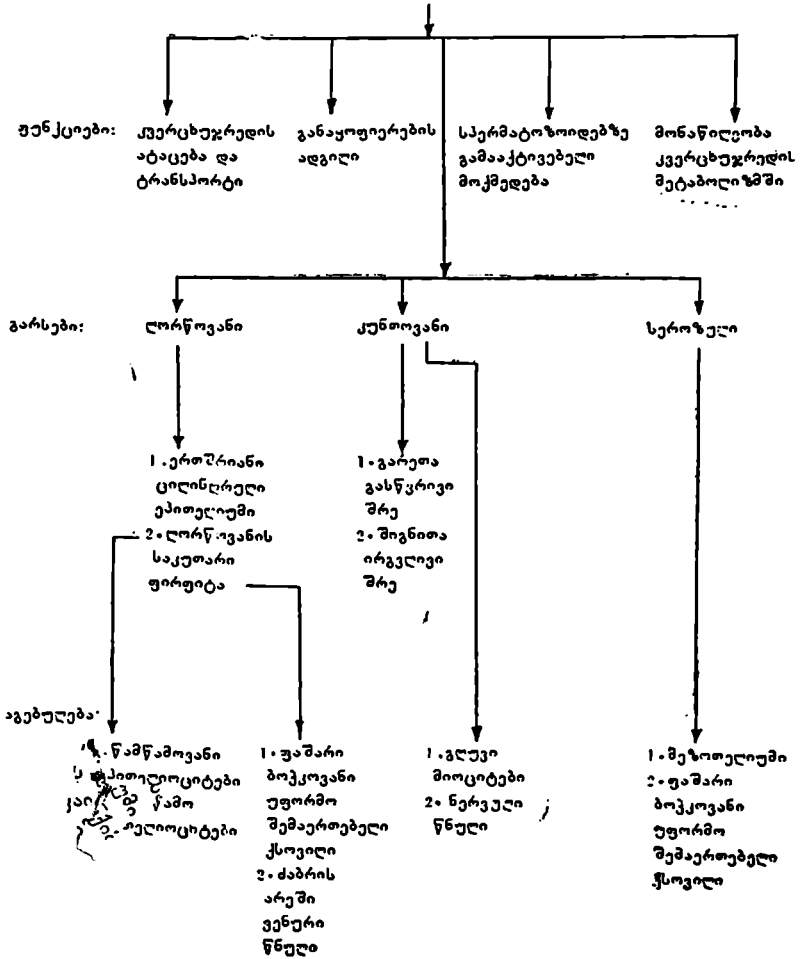 ფუნქციები:
კვერცხუჯრედის
ატაცება და
ტრანსპორტი
განაყოფიერების
ადგილი
სპერმატოზოიდებზე
გამააქტივებელი
მოქმედება
მონაწილეობა
კვერცხუჯრედის
მეტაბოლიზმში
გარსები:
ლორწოვანი
კუნთოვანი
სეროზული
1.ერთშრიანი
ცილინდრული
ეპითელიუმი
2.ლორწოვანის
საკუთარი
ფირფიტა
1.გარეთა
გასწვრივი
შრე
2.შიგნითა
ირგვლივი
შრე
აგებულება
წამწამოვანი
1.ფაშარი
ბოჭკოვანი
უფორმო
შემაერთებელი
ქსოვილი
2.ძაბრის
არეში
ვენური
წნული
1.გლუვი
მიოციტები
2.ნერვული
წნული
1.მეზოთელიუმი
2.ფაშარი
ბოჭკოვანი
უფორმო
შემაერთებელი
ქსოვილი